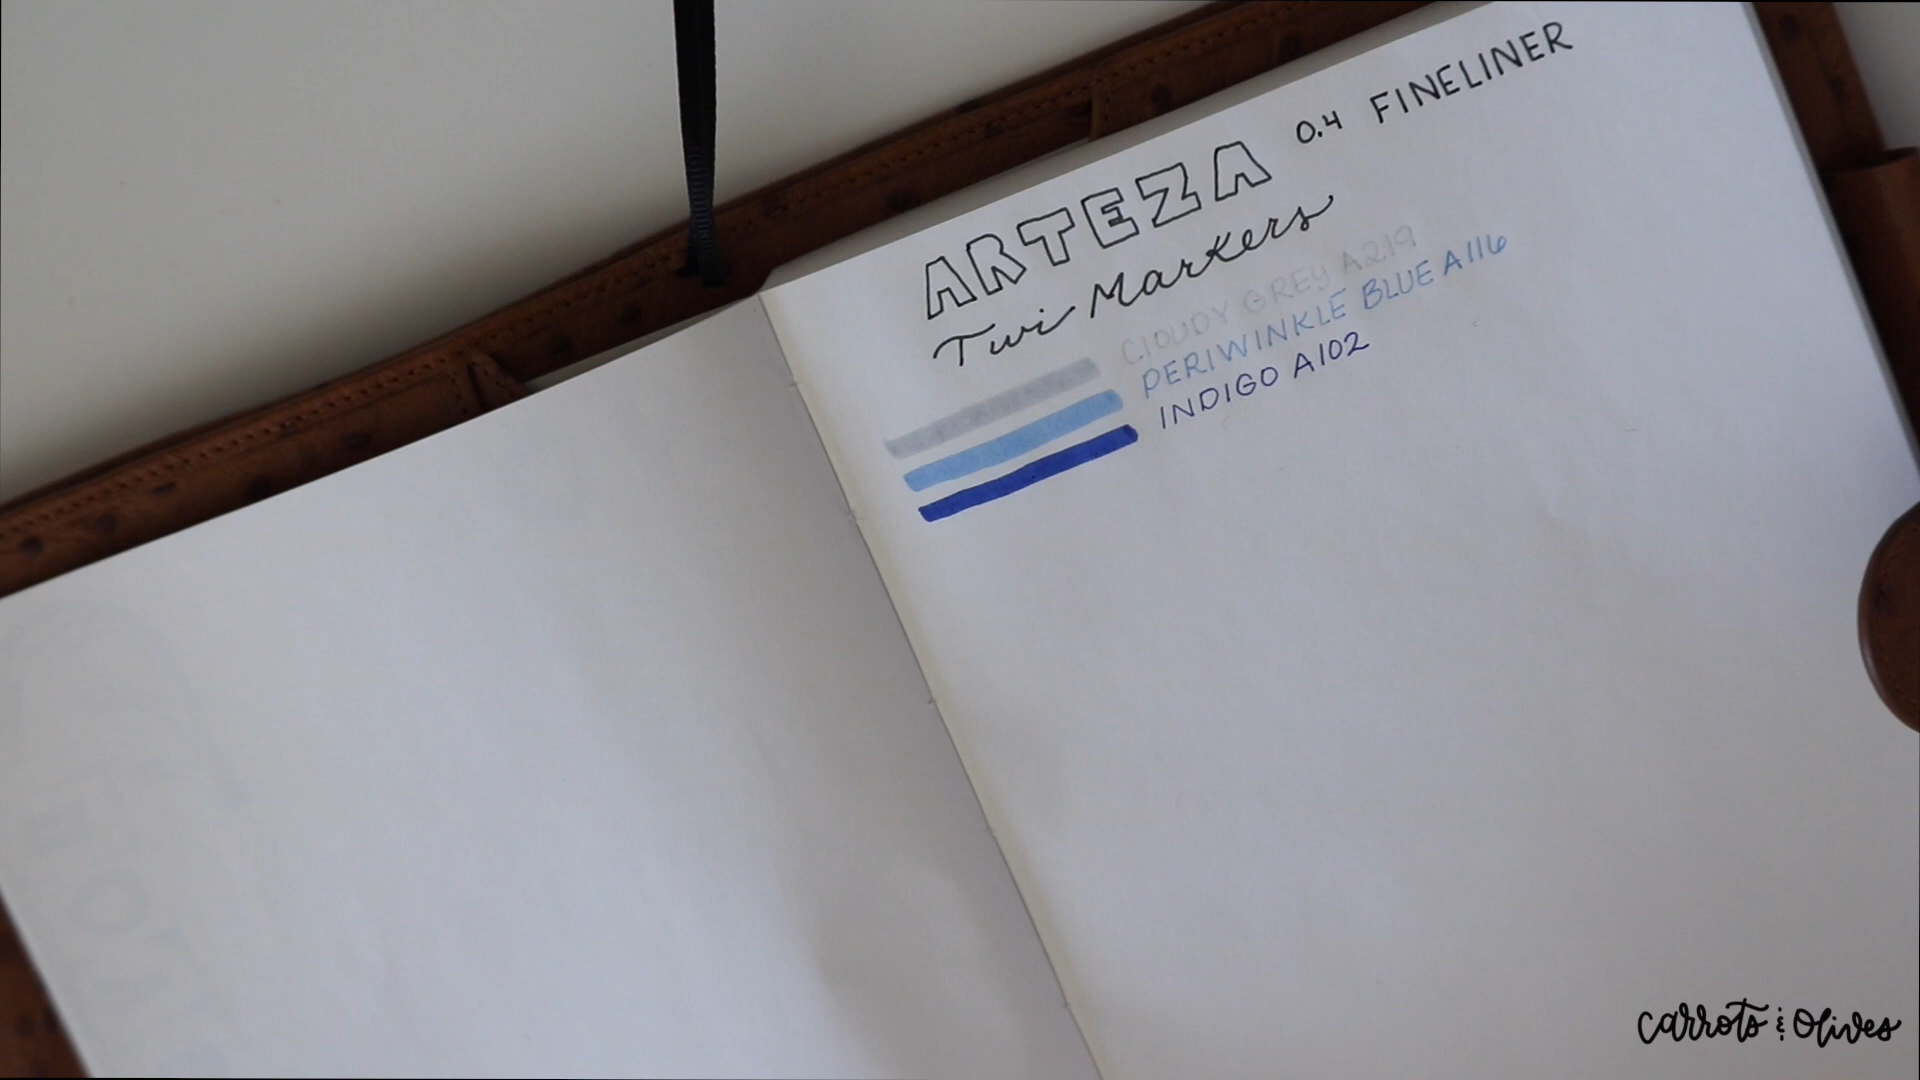 ARTEZA 0.4 FINELINER
Twi Markers
CLOUDY GREY A219
PERIWINKLE BLUE A116
INDIGO A102
carrots & Olives